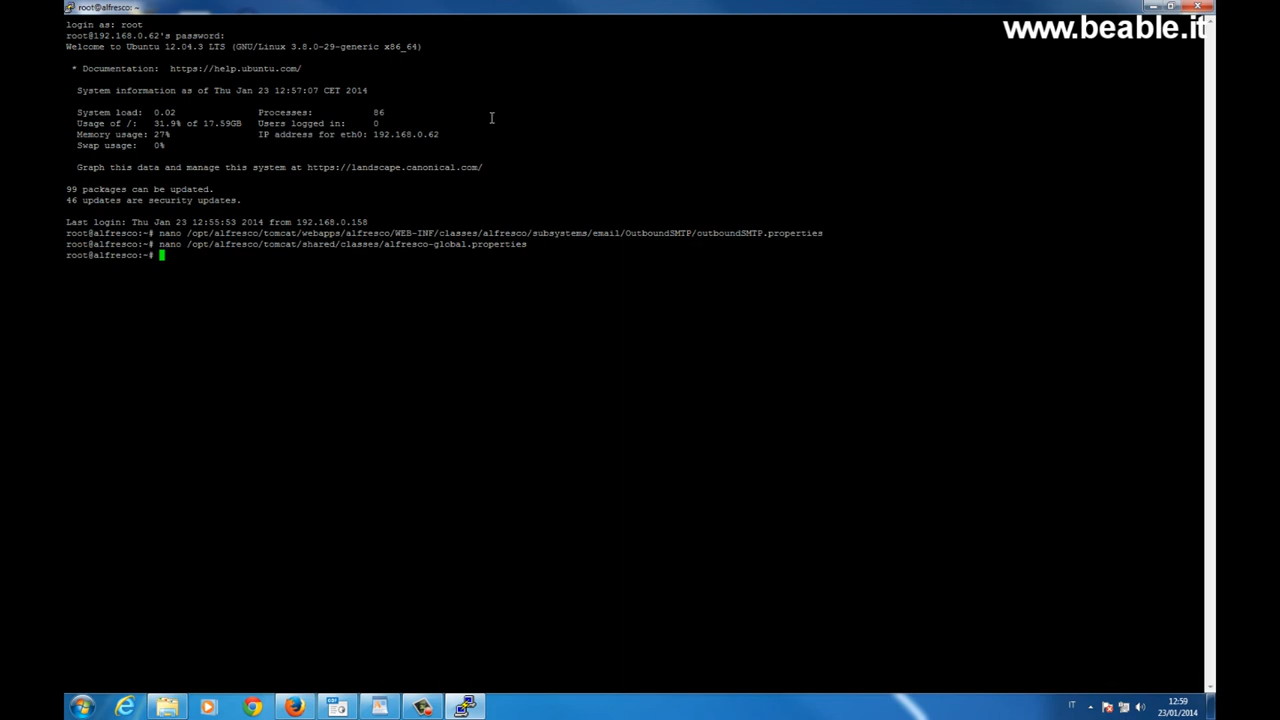 root@alfresco: ~
www.beable.it
login as: root
root@192.168.0.62's password:
Welcome to Ubuntu 12.04.3 LTS (GNU/Linux 3.8.0-29-generic x86_64)
* Documentation:  https://help.ubuntu.com/
System information as of Thu Jan 23 12:57:07 CET 2014
System load:  0.02    Processes:    86
Usage of /:   31.9% of 17.59GB   Users logged in:    0
Memory usage: 27%    IP address for eth0: 192.168.0.62
Swap usage:   0%
Graph this data and manage this system at https://landscape.canonical.com/
99 packages can be updated.
46 updates are security updates.
Last login: Thu Jan 23 12:55:53 2014 from 192.168.0.158
root@alfresco:~# nano /opt/alfresco/tomcat/webapps/alfresco/WEB-INF/classes/alfresco/subsystems/email/OutboundSMTP/outboundSMTP.properties
root@alfresco:~# nano /opt/alfresco/tomcat/shared/classes/alfresco-global.properties
root@alfresco:~#
IT
12:59
23/01/2014